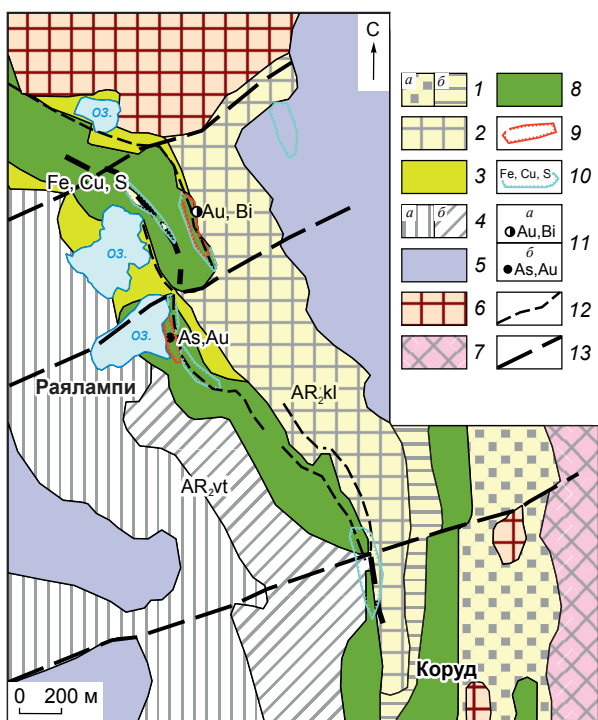 С
оз.
Fe, Cu, S
Au, Bi
оз.
оз.
As,Au
Раялампи
AR₂kl
AR₂vt
Коруд
0 200 м
а б 1
2
3
а б 4
5
6
7
8
9
Fe, Cu, S 10
а
Au,Bi
б
As,Au
11
12
13